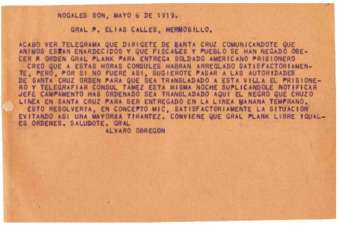 NOGALES SON, MAYO 6 DE 1919.
GRAL P. ELIAS CALLES, HERMOSILLO.
ACABO VER TELEGRAMA QUE DIRIGETE DE SANTA CRUZ COMUNICANDOTE QUE
ANIMOS ESTAN ENARDECIDOS Y QUE FISCALES Y PUEBLO SE HAN NEGADO OBE-
CER R ORDEN GRAL PLANK PARA ENTREGA SOLDADO AMERICANO PRISIONERO
CREO QUE A ESTAS HORAS CONSULES HABRAN ARREGLADO SATISFACTORIAMEN-
TE, PERO, POR SI NO FUERE ASI, SUGIEROTE PASAR A LAS AUTORIDADES
DE SANTA CRUZ ORDEN PARA QUE SEA TRANSLADADO A ESTA VILLA EL PRISIONE-
RO Y TELEGRAFIAR CONSUL TAMEZ ESTA MISMA NOCHE SUPLICANDOLE NOTIFICAR
JEFE CAMPAMENTO HAS ORDENADO SEA TRANSLADADO AQUI EL NEGRO QUE CRUZO
LINEA EN SANTA CRUZ PARA SER ENTREGADO EN LA LINEA MANANA TEMPRANO.
ESTO RESOLVERIA, EN CONCEPTO MIO, SATISFACTORIAMENTE LA SITUACION
EVITANDO ASI UNA MAYOREX TIRANTEZ. CONVIENE QUE GRAL PLANK LIBRE IGUAL-
ES ORDENES. SALUDOTE. GRAL
ALVARO OBREGON